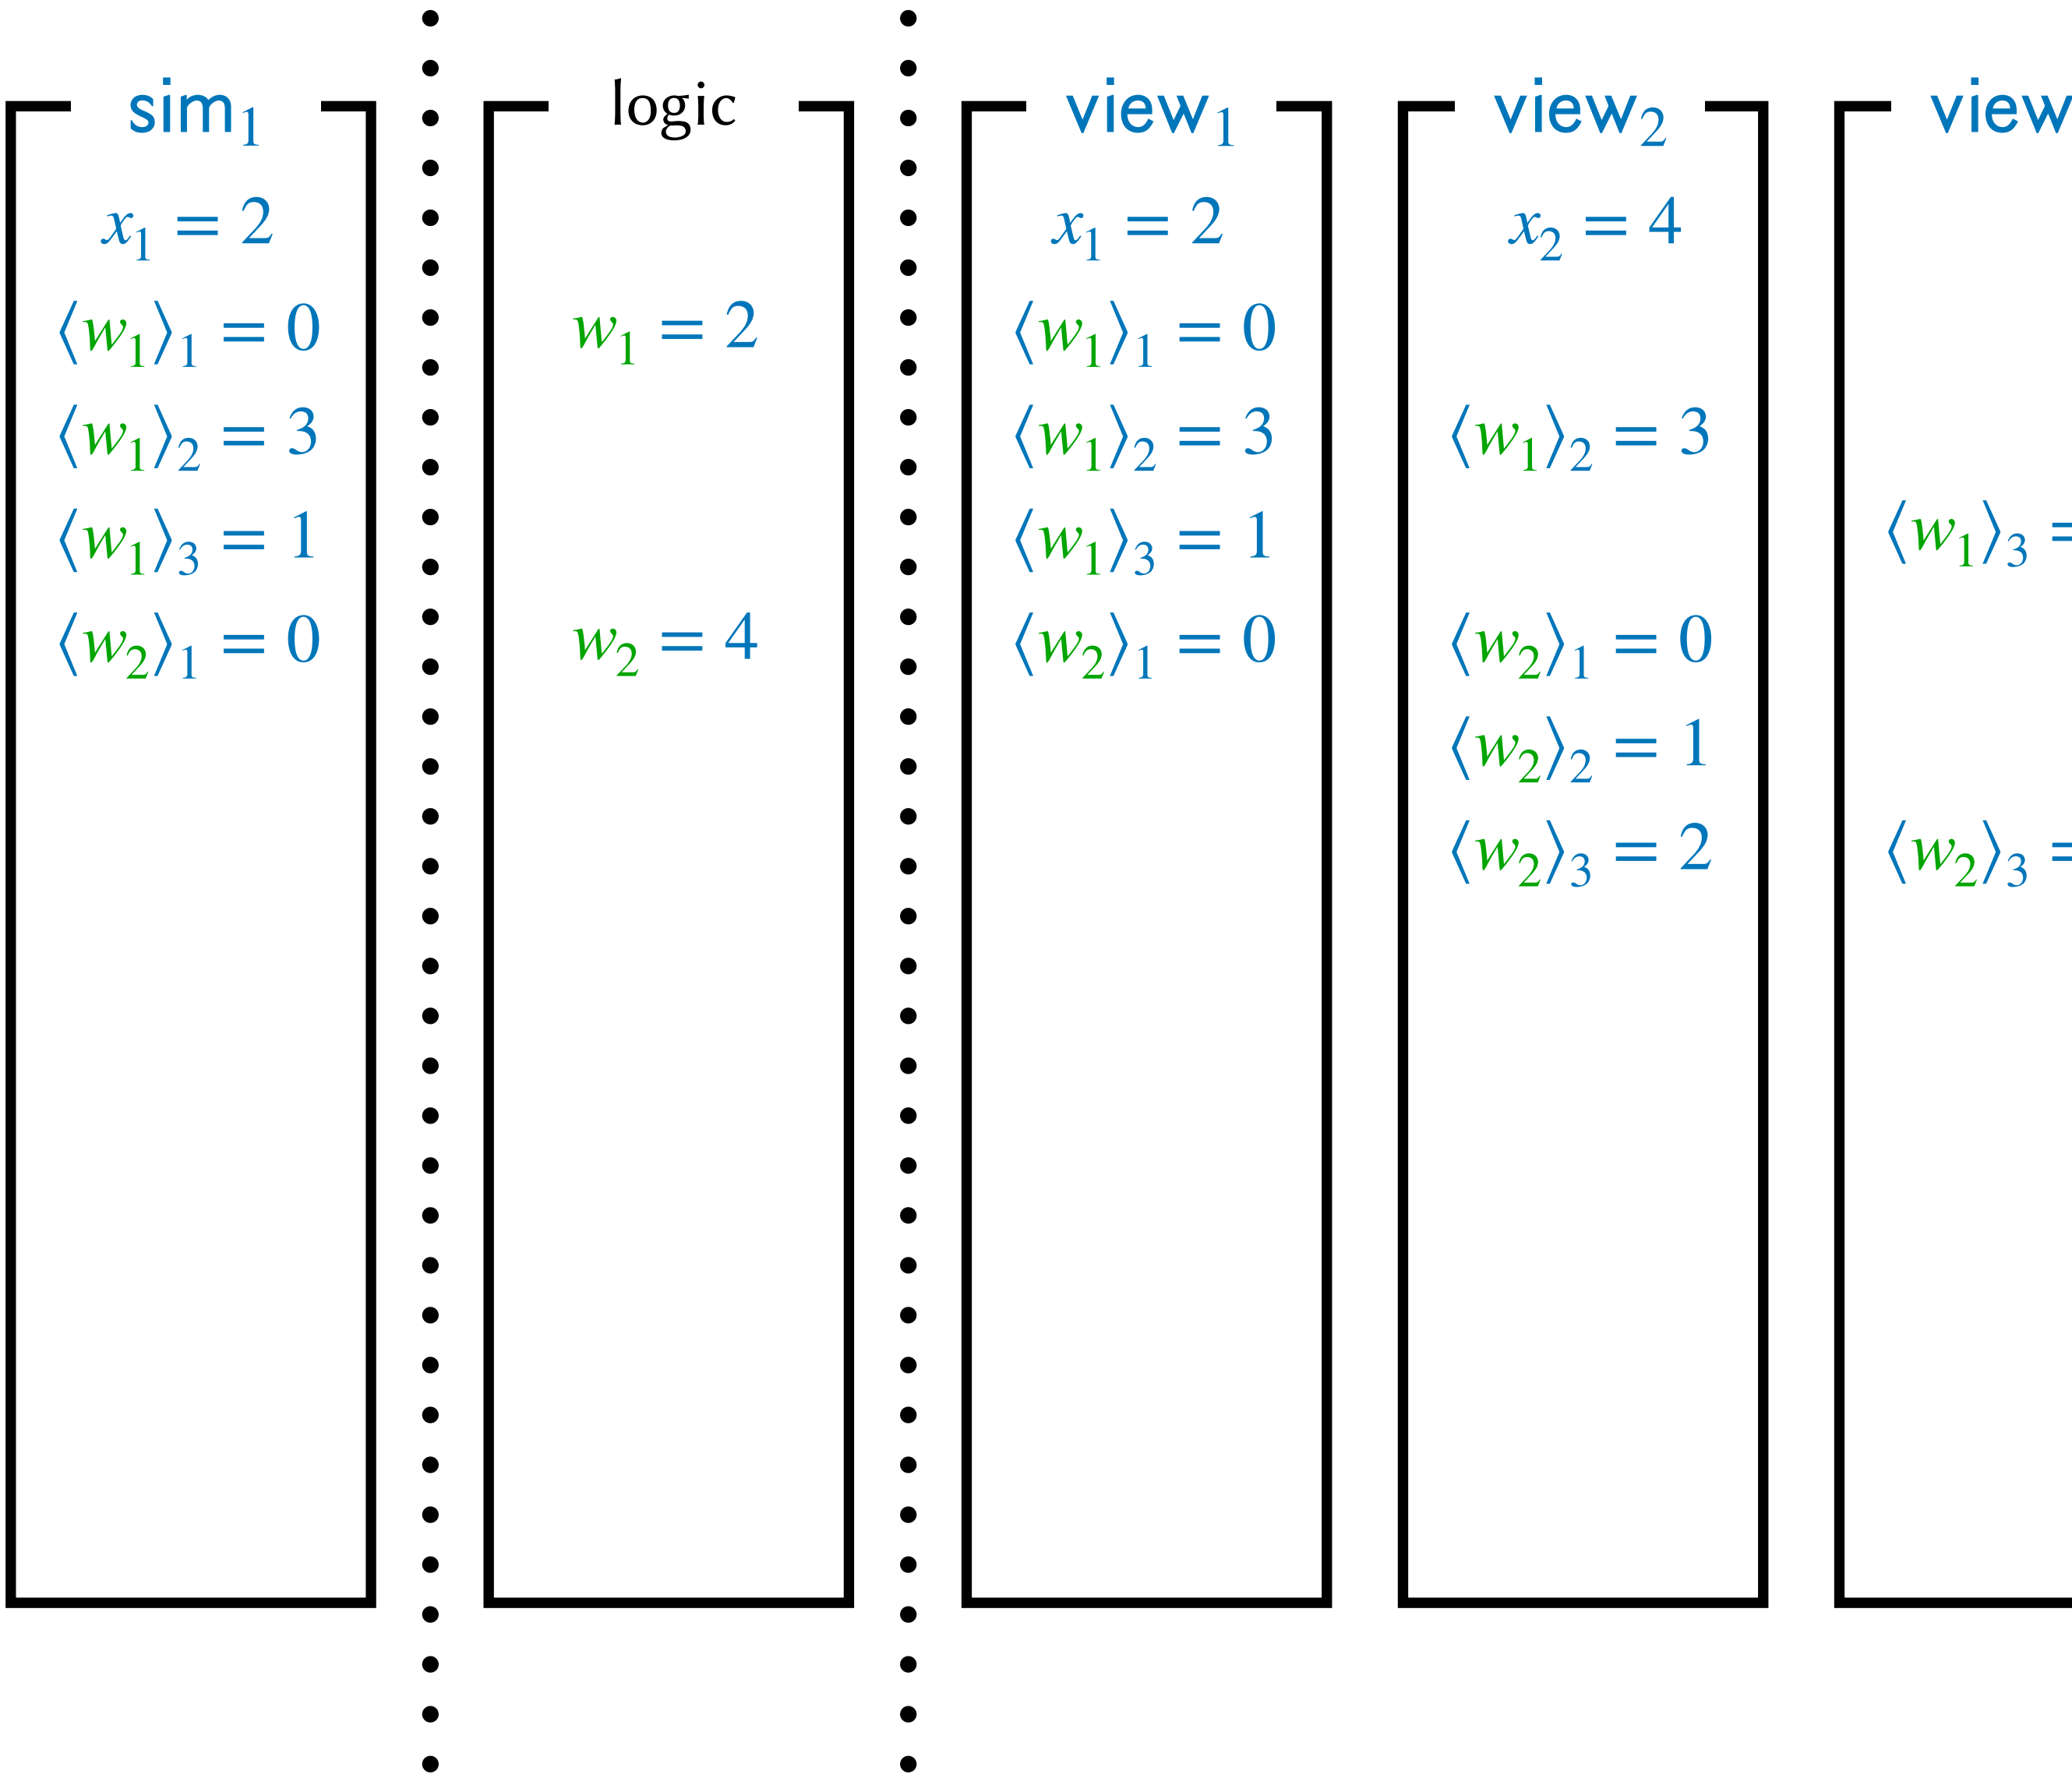 sim₁
x₁ = 2
⟨w₁⟩₁ = 0
⟨w₁⟩₂ = 3
⟨w₁⟩₃ = 1
⟨w₂⟩₁ = 0
logic
w₁ = 2
w₂ = 4
view₁
x₁ = 2
⟨w₁⟩₁ = 0
⟨w₁⟩₂ = 3
⟨w₁⟩₃ = 1
⟨w₂⟩₁ = 0
view₂
x₂ = 4
⟨w₁⟩₂ = 3
⟨w₂⟩₁ = 0
⟨w₂⟩₂ = 1
⟨w₂⟩₃ = 2
view
⟨w₁⟩₃ =
⟨w₂⟩₃ =